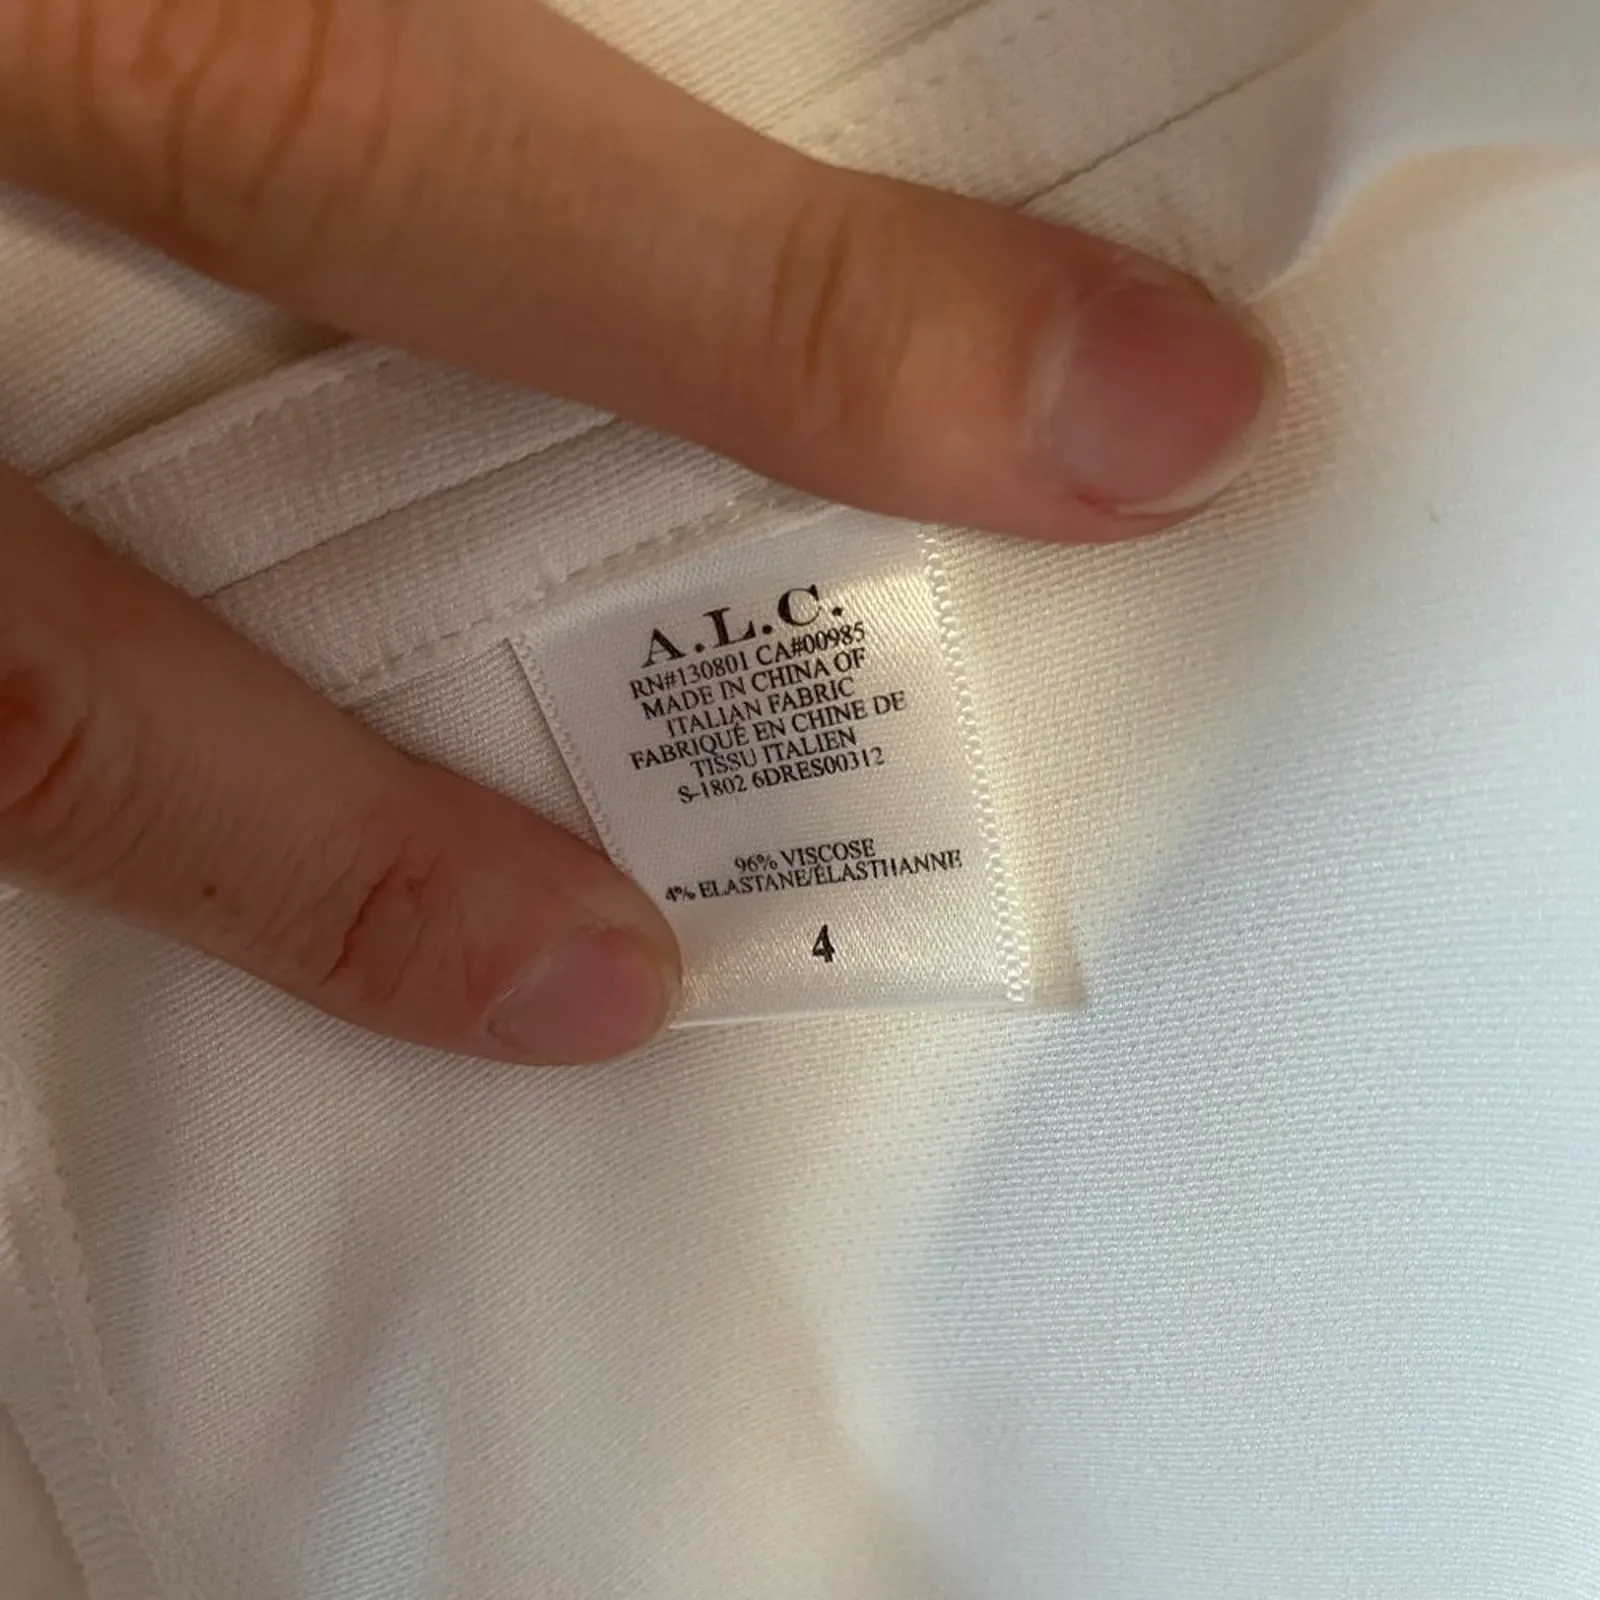 A.L.C.
RN#130801 CA#00985
MADE IN CHINA OF
ITALIAN FABRIC
FABRIQUÉ EN CHINE DE
TISSU ITALIEN
S-1802 6DRES00312
96% VISCOSE
4% ELASTANE/ÉLASTHANNE
4